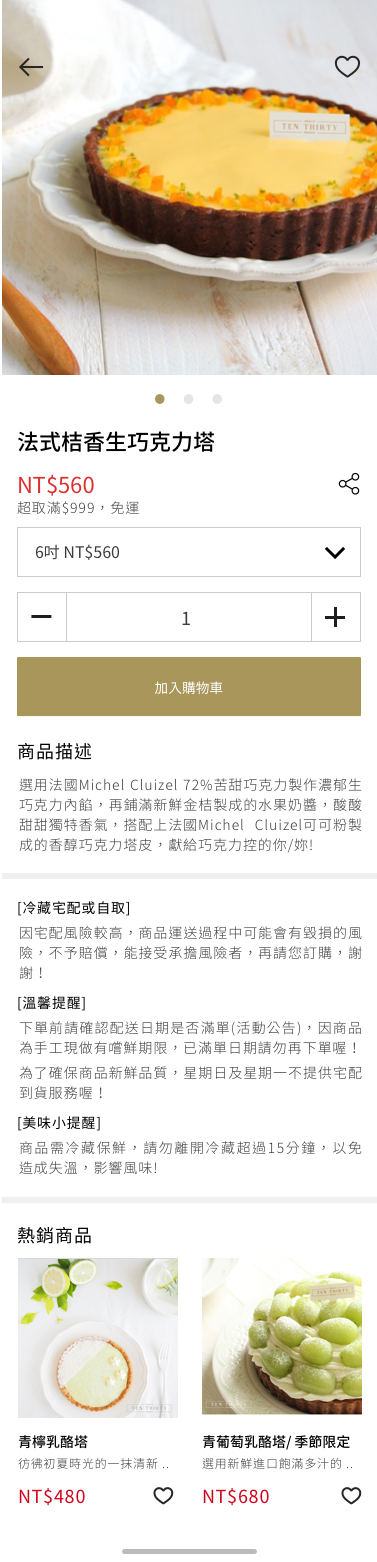 TEN THIRTY
法式桔香生巧克力塔
NT$560
超取滿$999，免運
6吋 NT$560
1
加入購物車
商品描述
選用法國Michel Cluizel 72%苦甜巧克力製作濃郁生
巧克力內餡，再鋪滿新鮮金桔製成的水果奶醬，酸酸
甜甜獨特香氣，搭配上法國Michel Cluizel可可粉製
成的香醇巧克力塔皮，獻給巧克力控的你/妳!
[冷藏宅配或自取]
因宅配風險較高，商品運送過程中可能會有毀損的風
險，不予賠償，能接受承擔風險者，再請您訂購，謝
謝！
[溫馨提醒]
下單前請確認配送日期是否滿單(活動公告)，因商品
為手工現做有嚐鮮期限，已滿單日期請勿再下單喔！
為了確保商品新鮮品質，星期日及星期一不提供宅配
到貨服務喔！
[美味小提醒]
商品需冷藏保鮮，請勿離開冷藏超過15分鐘，以免
造成失溫，影響風味!
熱銷商品
TEN THIRTY
TEN THIRTY
TEN THIRTY
青檸乳酪塔
青葡萄乳酪塔/ 季節限定
彷彿初夏時光的一抹清新 ..
選用新鮮進口飽滿多汁的 ..
NT$480
NT$680